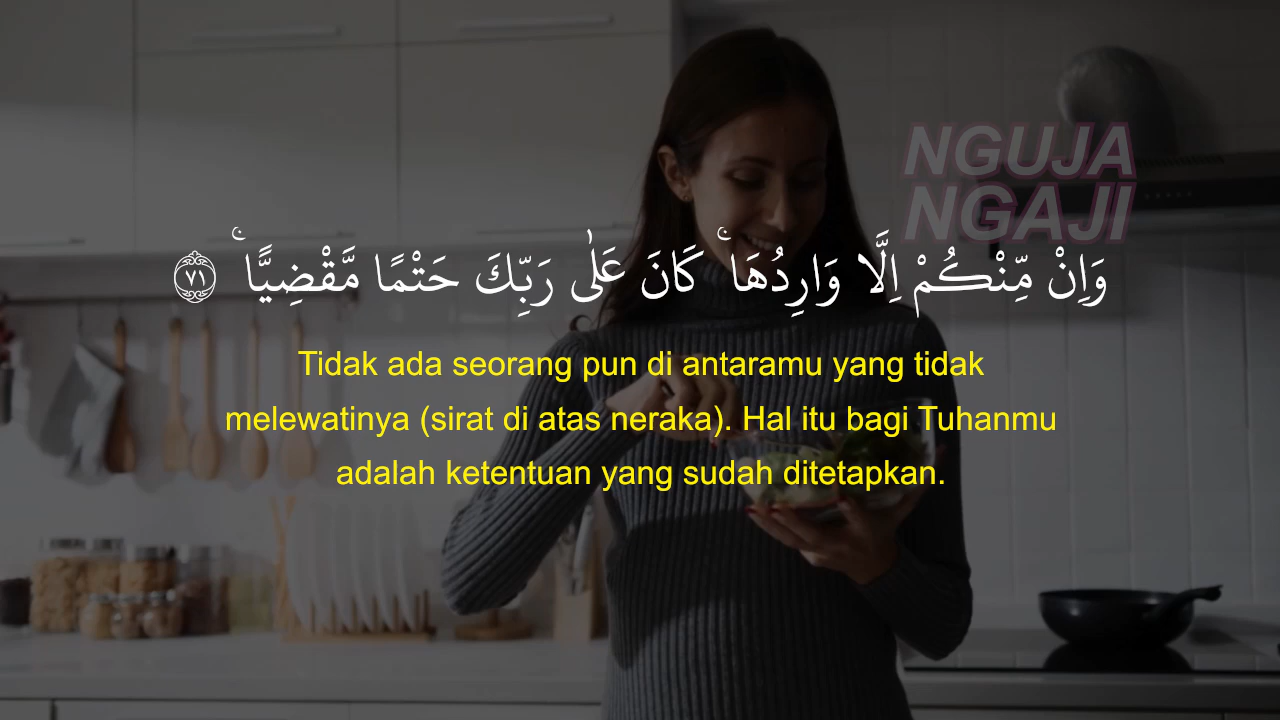 NGUJA
NGAJI
وَاِنْ مِّنْكُمْ اِلَّا وَارِدُهَا ۚ كَانَ عَلٰى رَبِّكَ حَتْمًا مَّقْضِيًّا ۚ ٧١
Tidak ada seorang pun di antaramu yang tidak
melewatinya (sirat di atas neraka). Hal itu bagi Tuhanmu
adalah ketentuan yang sudah ditetapkan.